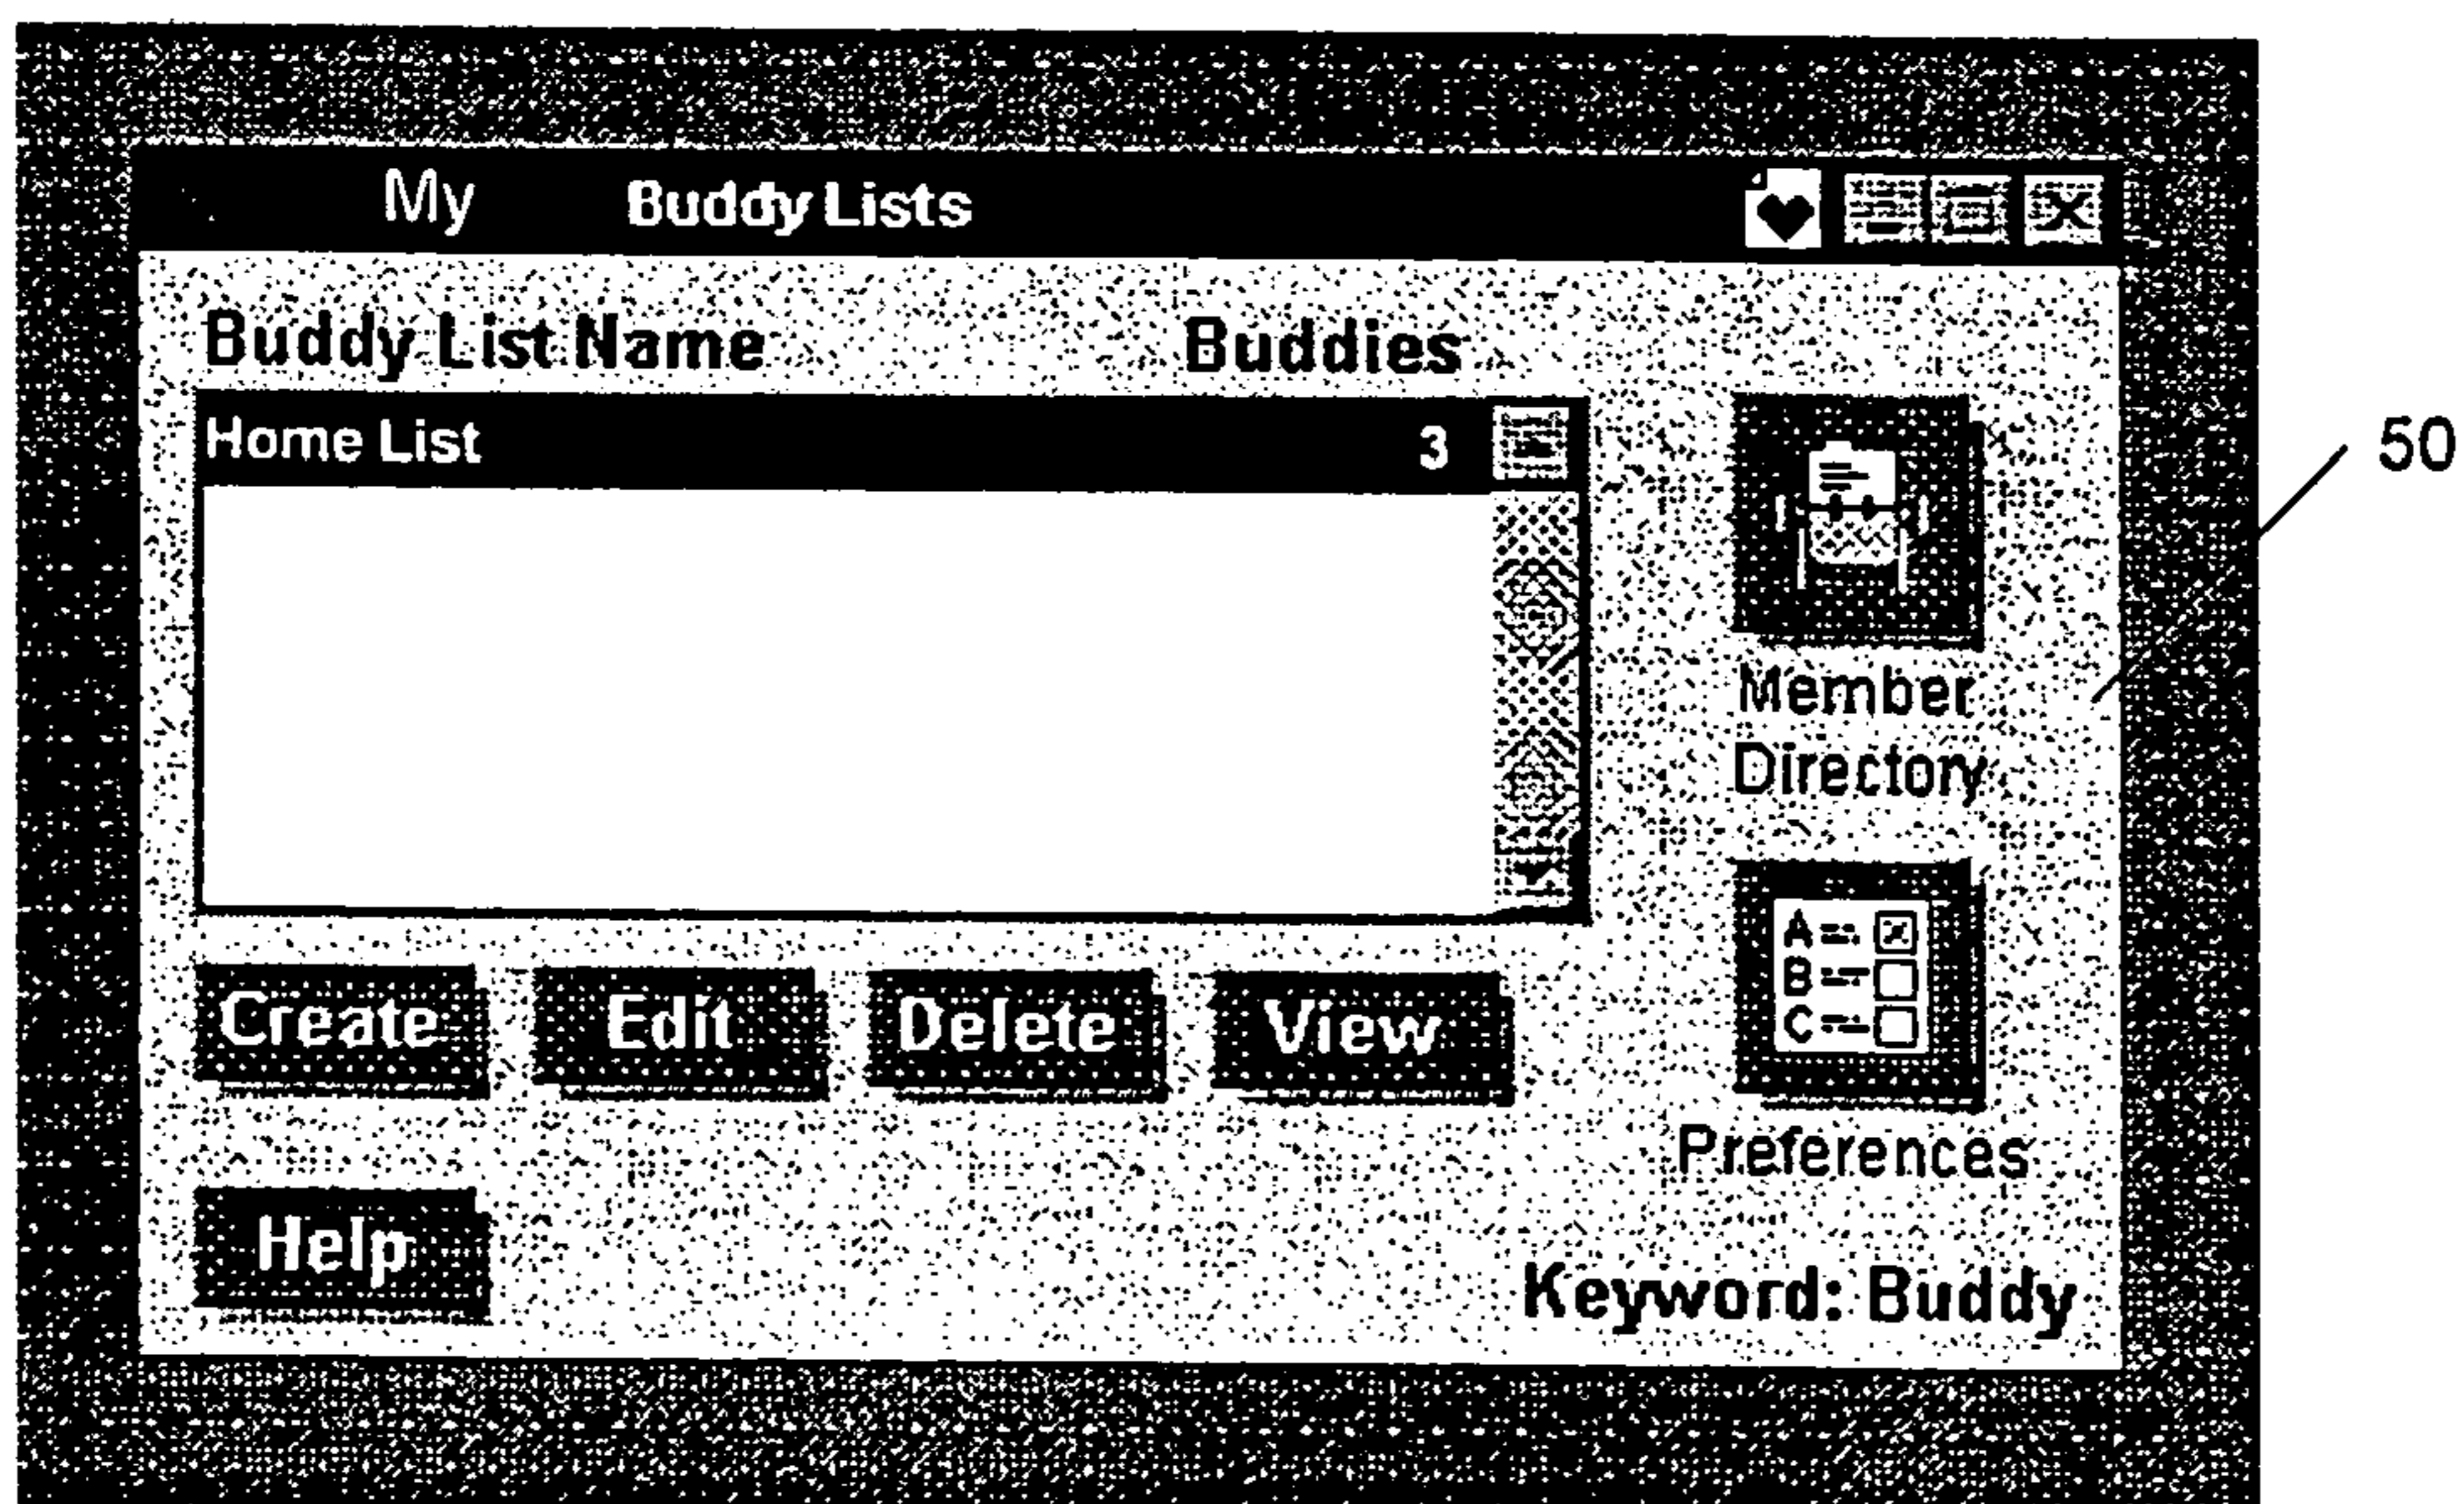 My Buddy Lists
Buddy List Name Buddies
Home List 3
50
Member
Directory
A
B
C
Create Edit Delete View
Preferences
Help
Keyword: Buddy